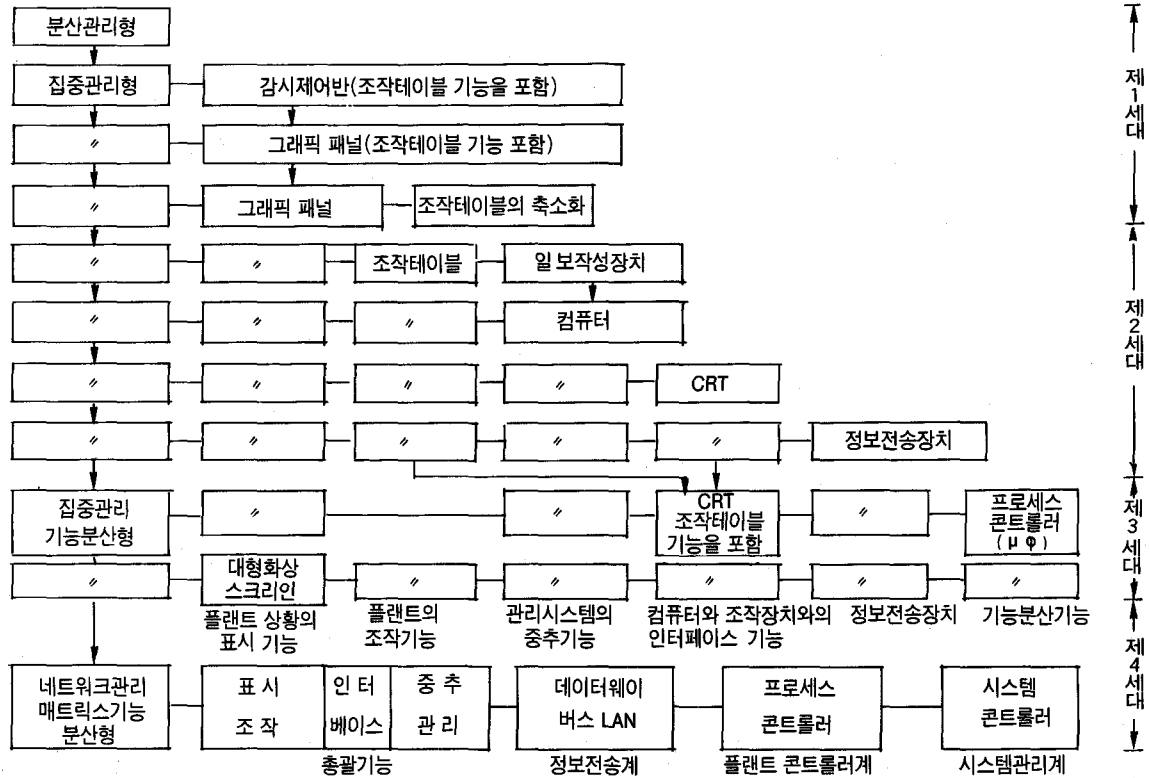 분산관리형
집중관리형 감시제어반(조작테이블 기능을 포함)
〃 그래픽 패널(조작테이블 기능 포함)
〃 그래픽 패널 조작테이블의 축소화
제1세대
〃 〃 조작테이블 일보작성장치
〃 〃 〃 컴퓨터
〃 〃 〃 〃 CRT
〃 〃 〃 〃 〃 정보전송장치
제2세대
집중관리
기능분산형
〃
〃
CRT
조작테이블
기능을 포함
〃
프로세스
콘트롤러
(μφ)
〃
대형화상
스크리인
〃 〃 〃 〃 〃
제3세대
플랜트 상황의
표시 기능
플랜트의
조작기능
관리시스템의
중추기능
컴퓨터와 조작장치와의
인터페이스 기능
정보전송장치
기능분산기능
네트워크관리
매트릭스기능
분산형
표시
조작
인터
베이스
중추
관리
데이터웨이
버스 LAN
프로세스
콘트롤러
시스템
콘트롤러
제4세대
총괄기능
정보전송계
플랜트 콘트롤러계
시스템관리계